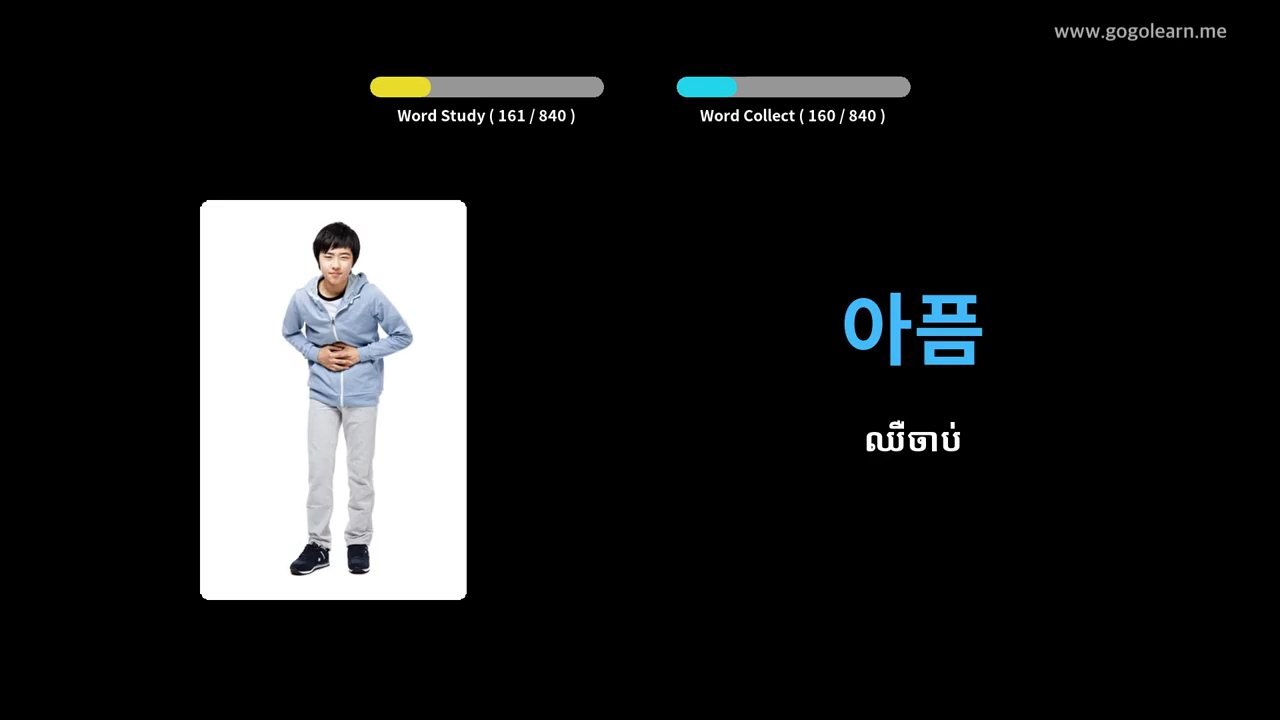 www.gogolearn.me
Word Study ( 161 / 840 )
Word Collect ( 160 / 840 )
아픔
ឈឺចាប់